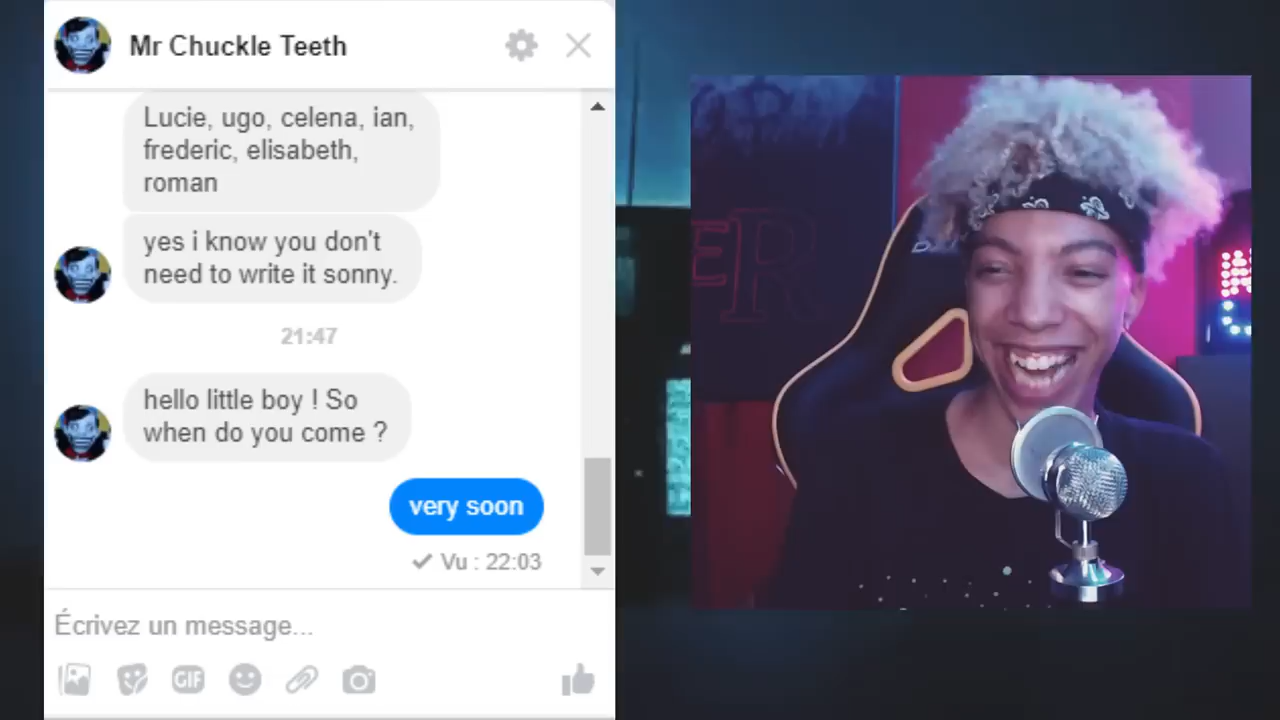 Mr Chuckle Teeth
Lucie, ugo, celena, ian,
frederic, elisabeth,
roman
yes i know you don't
need to write it sonny.
21:47
hello little boy ! So
when do you come ?
very soon
Vu : 22:03
Écrivez un message...
GIF
ER